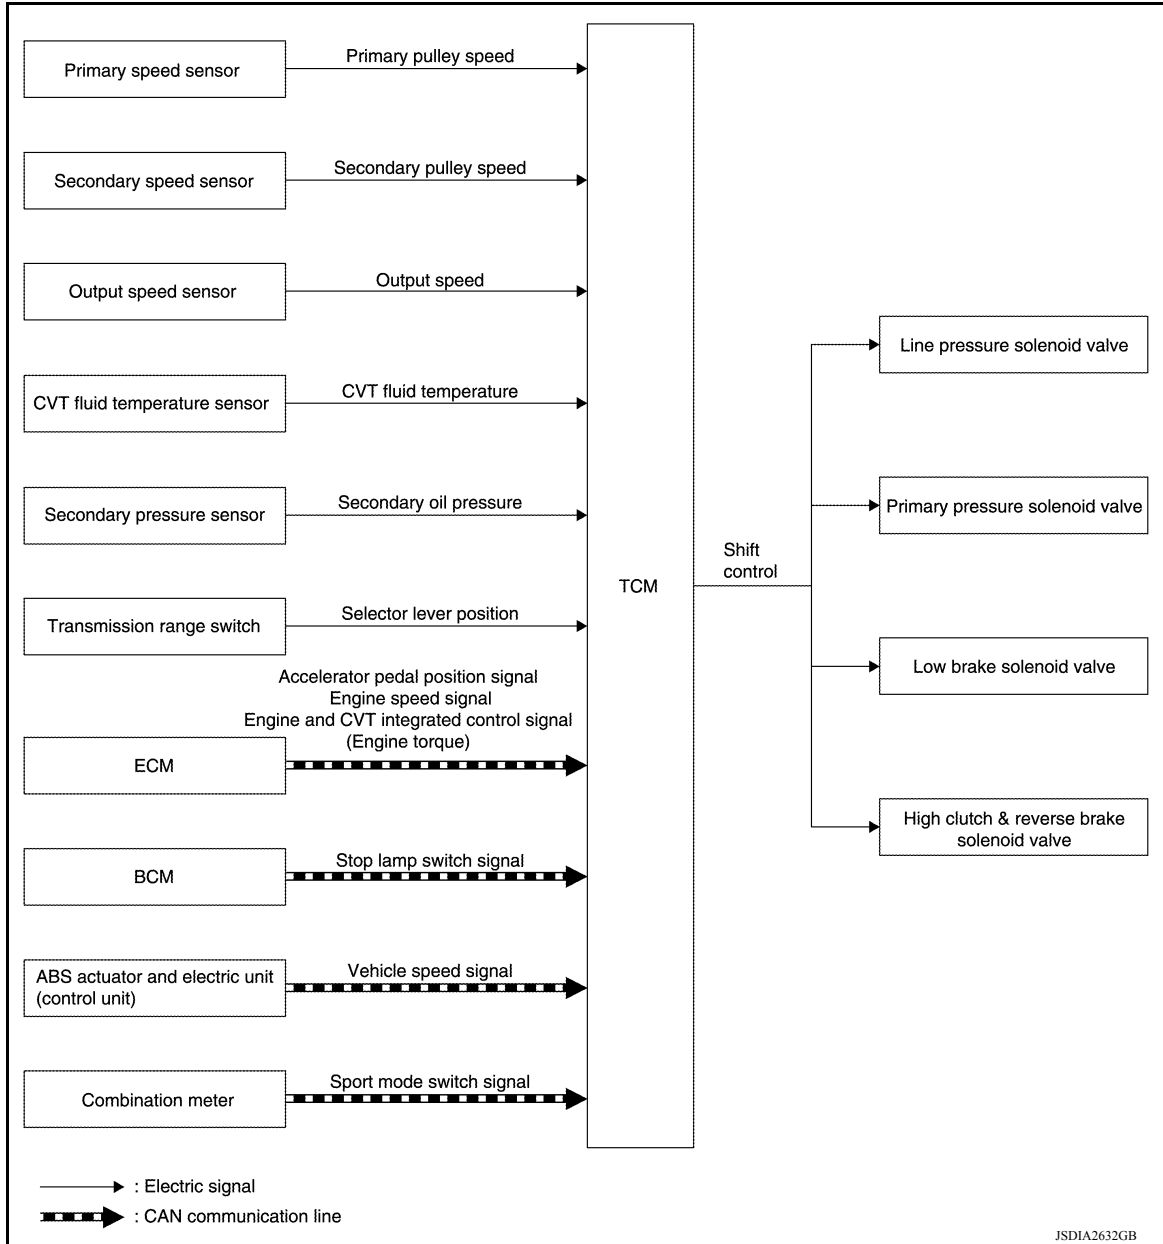 Primary speed sensor
Primary pulley speed
Secondary speed sensor
Secondary pulley speed
Output speed sensor
Output speed
CVT fluid temperature sensor
CVT fluid temperature
Secondary pressure sensor
Secondary oil pressure
Transmission range switch
Selector lever position
Accelerator pedal position signal
Engine speed signal
Engine and CVT integrated control signal
(Engine torque)
ECM
BCM
Stop lamp switch signal
ABS actuator and electric unit
(control unit)
Vehicle speed signal
Combination meter
Sport mode switch signal
TCM
Shift
control
Line pressure solenoid valve
Primary pressure solenoid valve
Low brake solenoid valve
High clutch & reverse brake
solenoid valve
: Electric signal
: CAN communication line
JSDIA2632GB